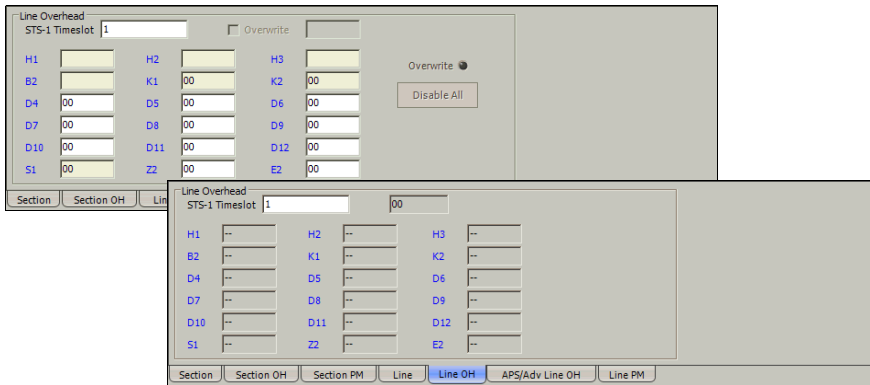 Line Overhead
STS-1 Timeslot 1 Overwrite
H1 H2 H3
Overwrite
B2 K1 00 K2 00
Disable All
D4 00 D5 00 D6 00
D7 00 D8 00 D9 00
D10 00 D11 00 D12 00
S1 00 Z2 00 E2 00
Section Section OH Lin
Line Overhead
STS-1 Timeslot 1 00
H1 -- H2 -- H3 --
B2 -- K1 -- K2 --
D4 -- D5 -- D6 --
D7 -- D8 -- D9 --
D10 -- D11 -- D12 --
S1 -- Z2 -- E2 --
Section Section OH Section PM Line Line OH APS/Adv Line OH Line PM